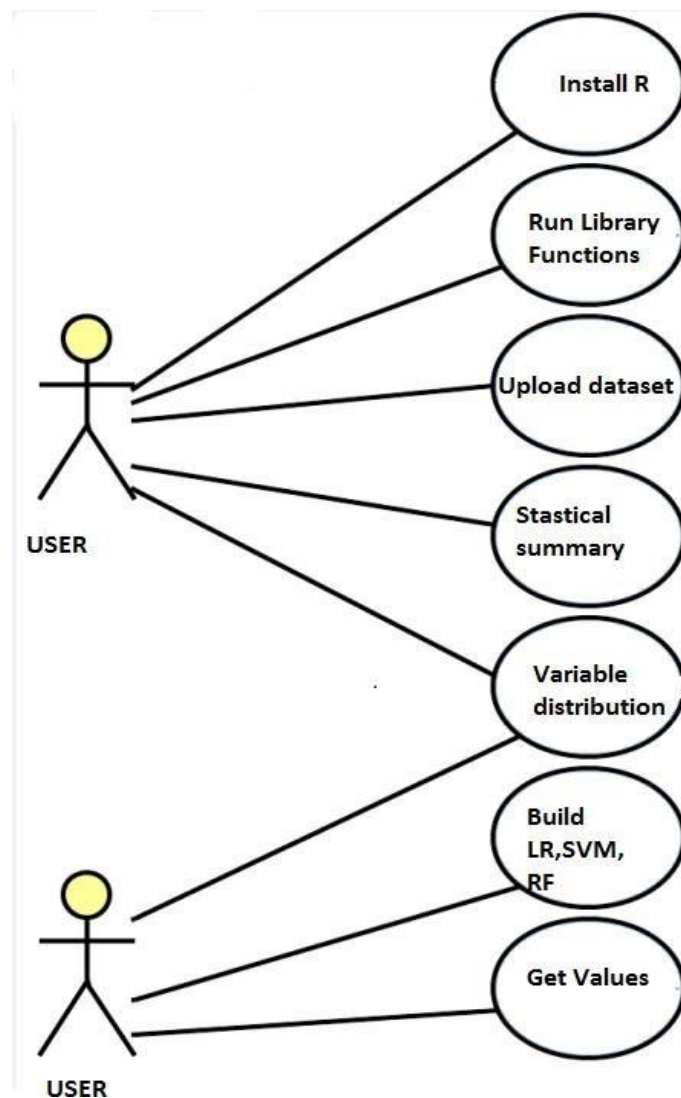 Install R
Run Library
Functions
Upload dataset
Stastical
summary
USER
Variable
distribution
Build
LR,SVM,
RF
Get Values
USER